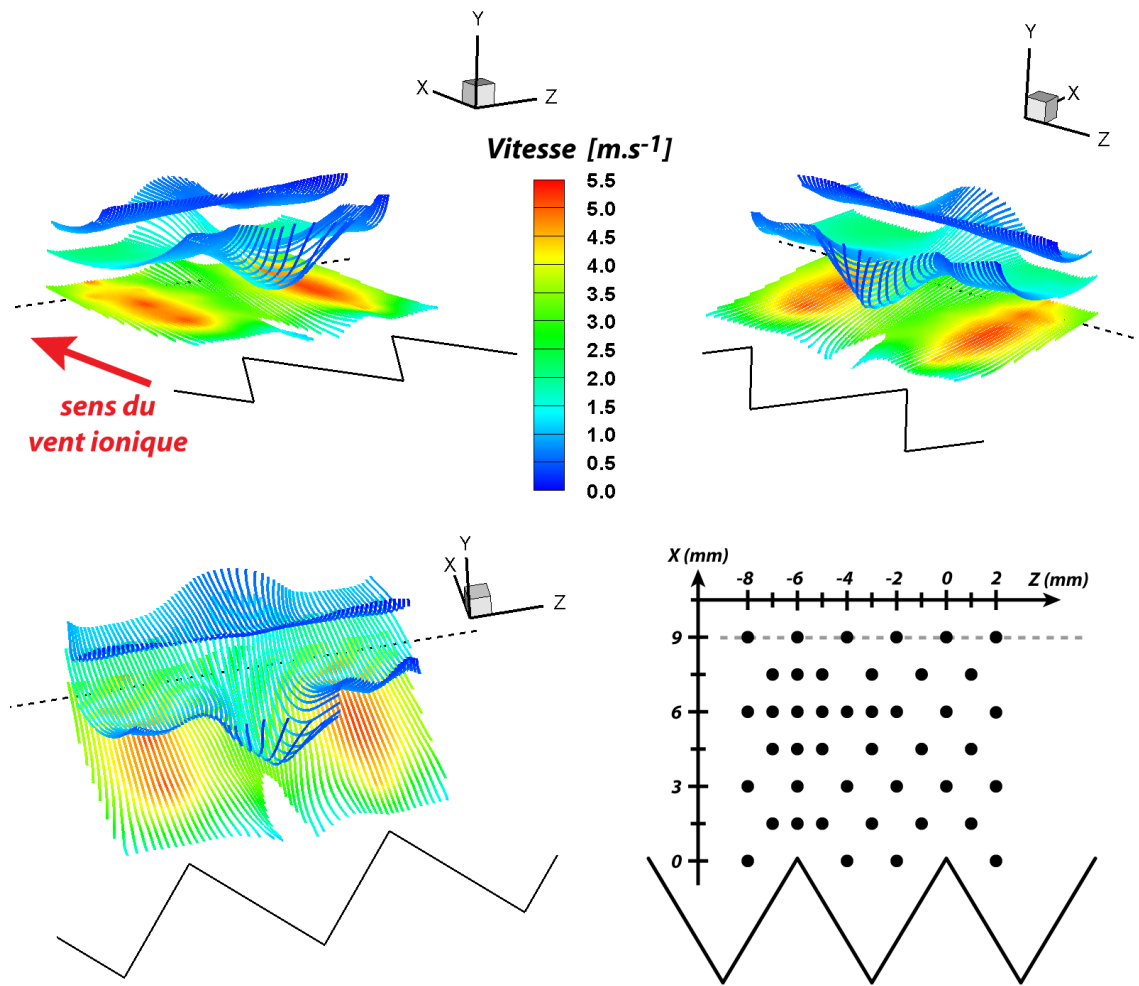 Y
X
Z
Y
X
Z
Vitesse [m.s-1]
5.5
5.0
4.5
4.0
3.5
3.0
2.5
2.0
1.5
1.0
0.5
0.0
sens du
vent ionique
Y
X
Z
X (mm)
-8 -6 -4 -2 0 2 Z (mm)
9
6
3
0